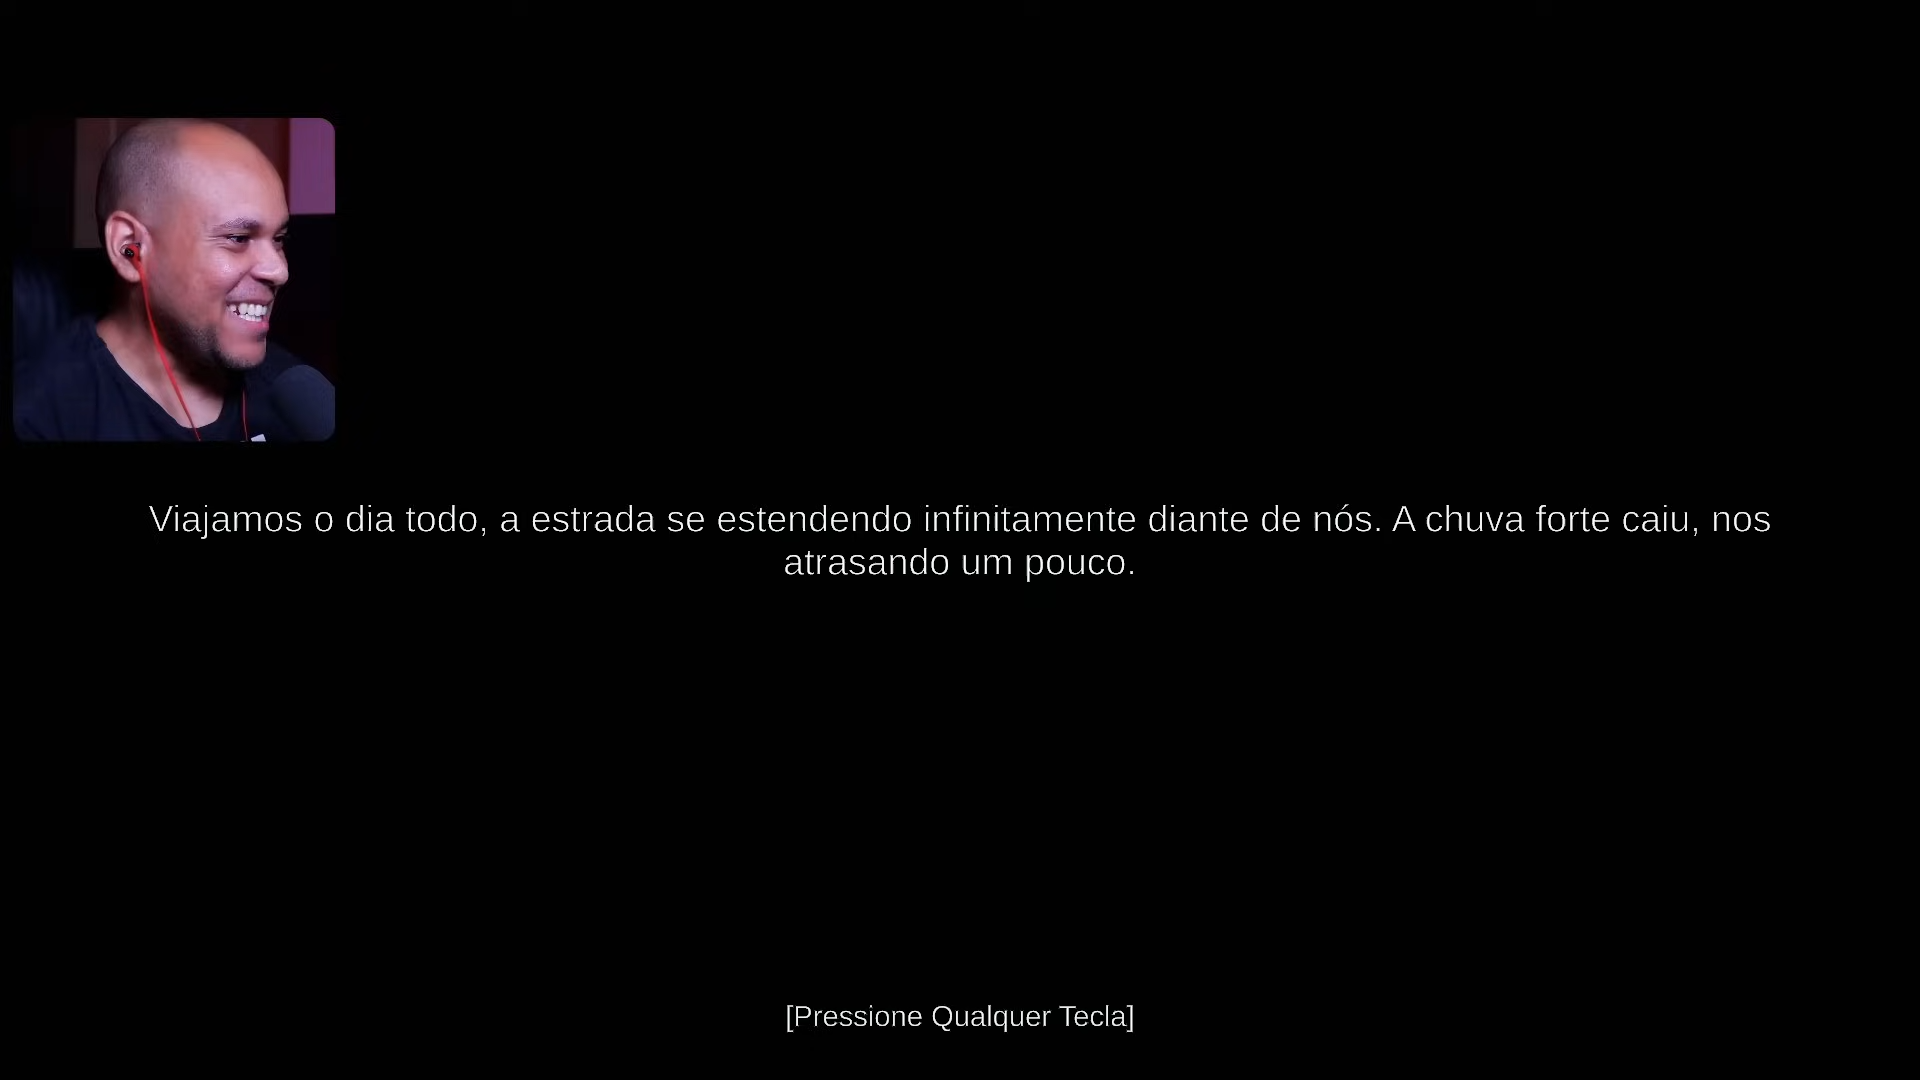 Viajamos o dia todo, a estrada se estendendo infinitamente diante de nós. A chuva forte caiu, nos
atrasando um pouco.
[Pressione Qualquer Tecla]